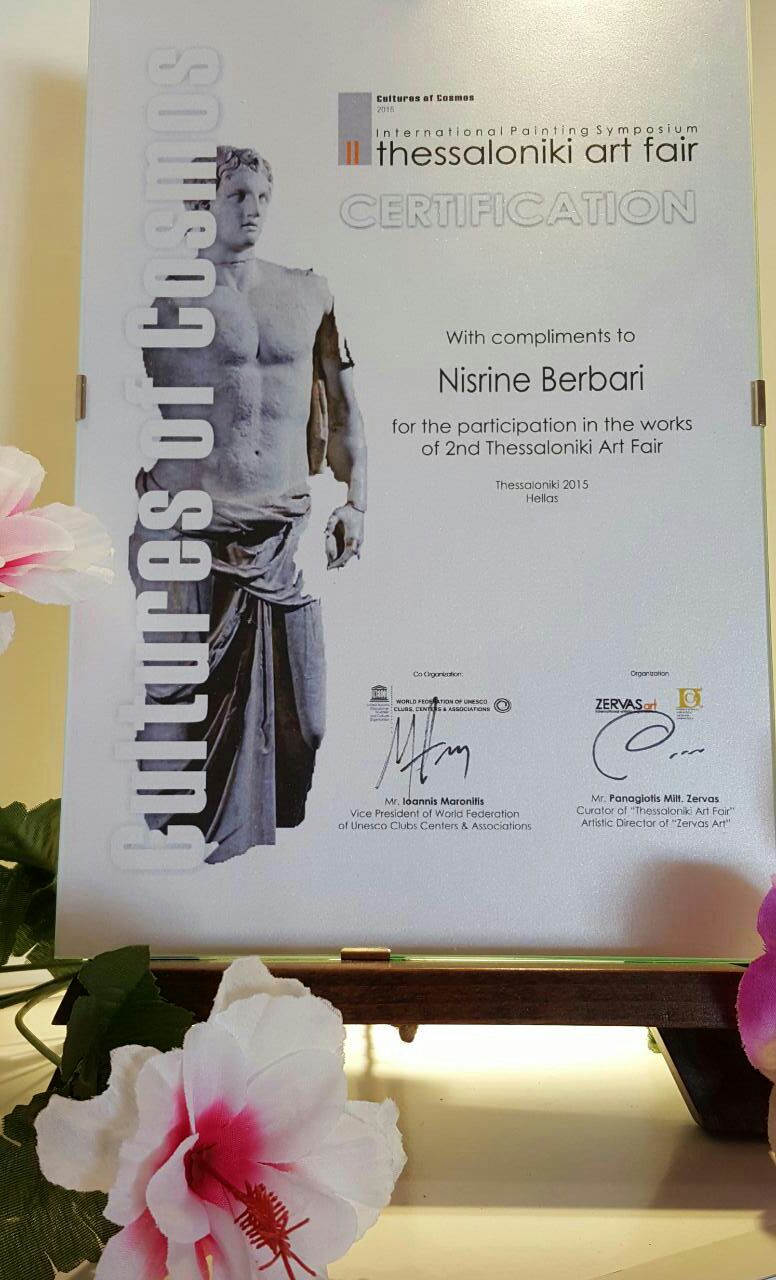 Cultures of Cosmos
Cultures of Cosmos
2015
II
International Painting Symposium
thessaloniki art fair
CERTIFICATION
With compliments to
Nisrine Berbari
for the participation in the works
of 2nd Thessaloniki Art Fair
Thessaloniki 2015
Hellas
Co Organization:
WORLD FEDERATION OF UNESCO
CLUBS, CENTERS & ASSOCIATIONS
Mr. Ioannis Maronitis
Vice President of World Federation
of Unesco Clubs Centers & Associations
Organization
ZERVAS art
Mr. Panagiotis Milt. Zervas
Curator of "Thessaloniki Art Fair"
Artistic Director of "Zervas Art"